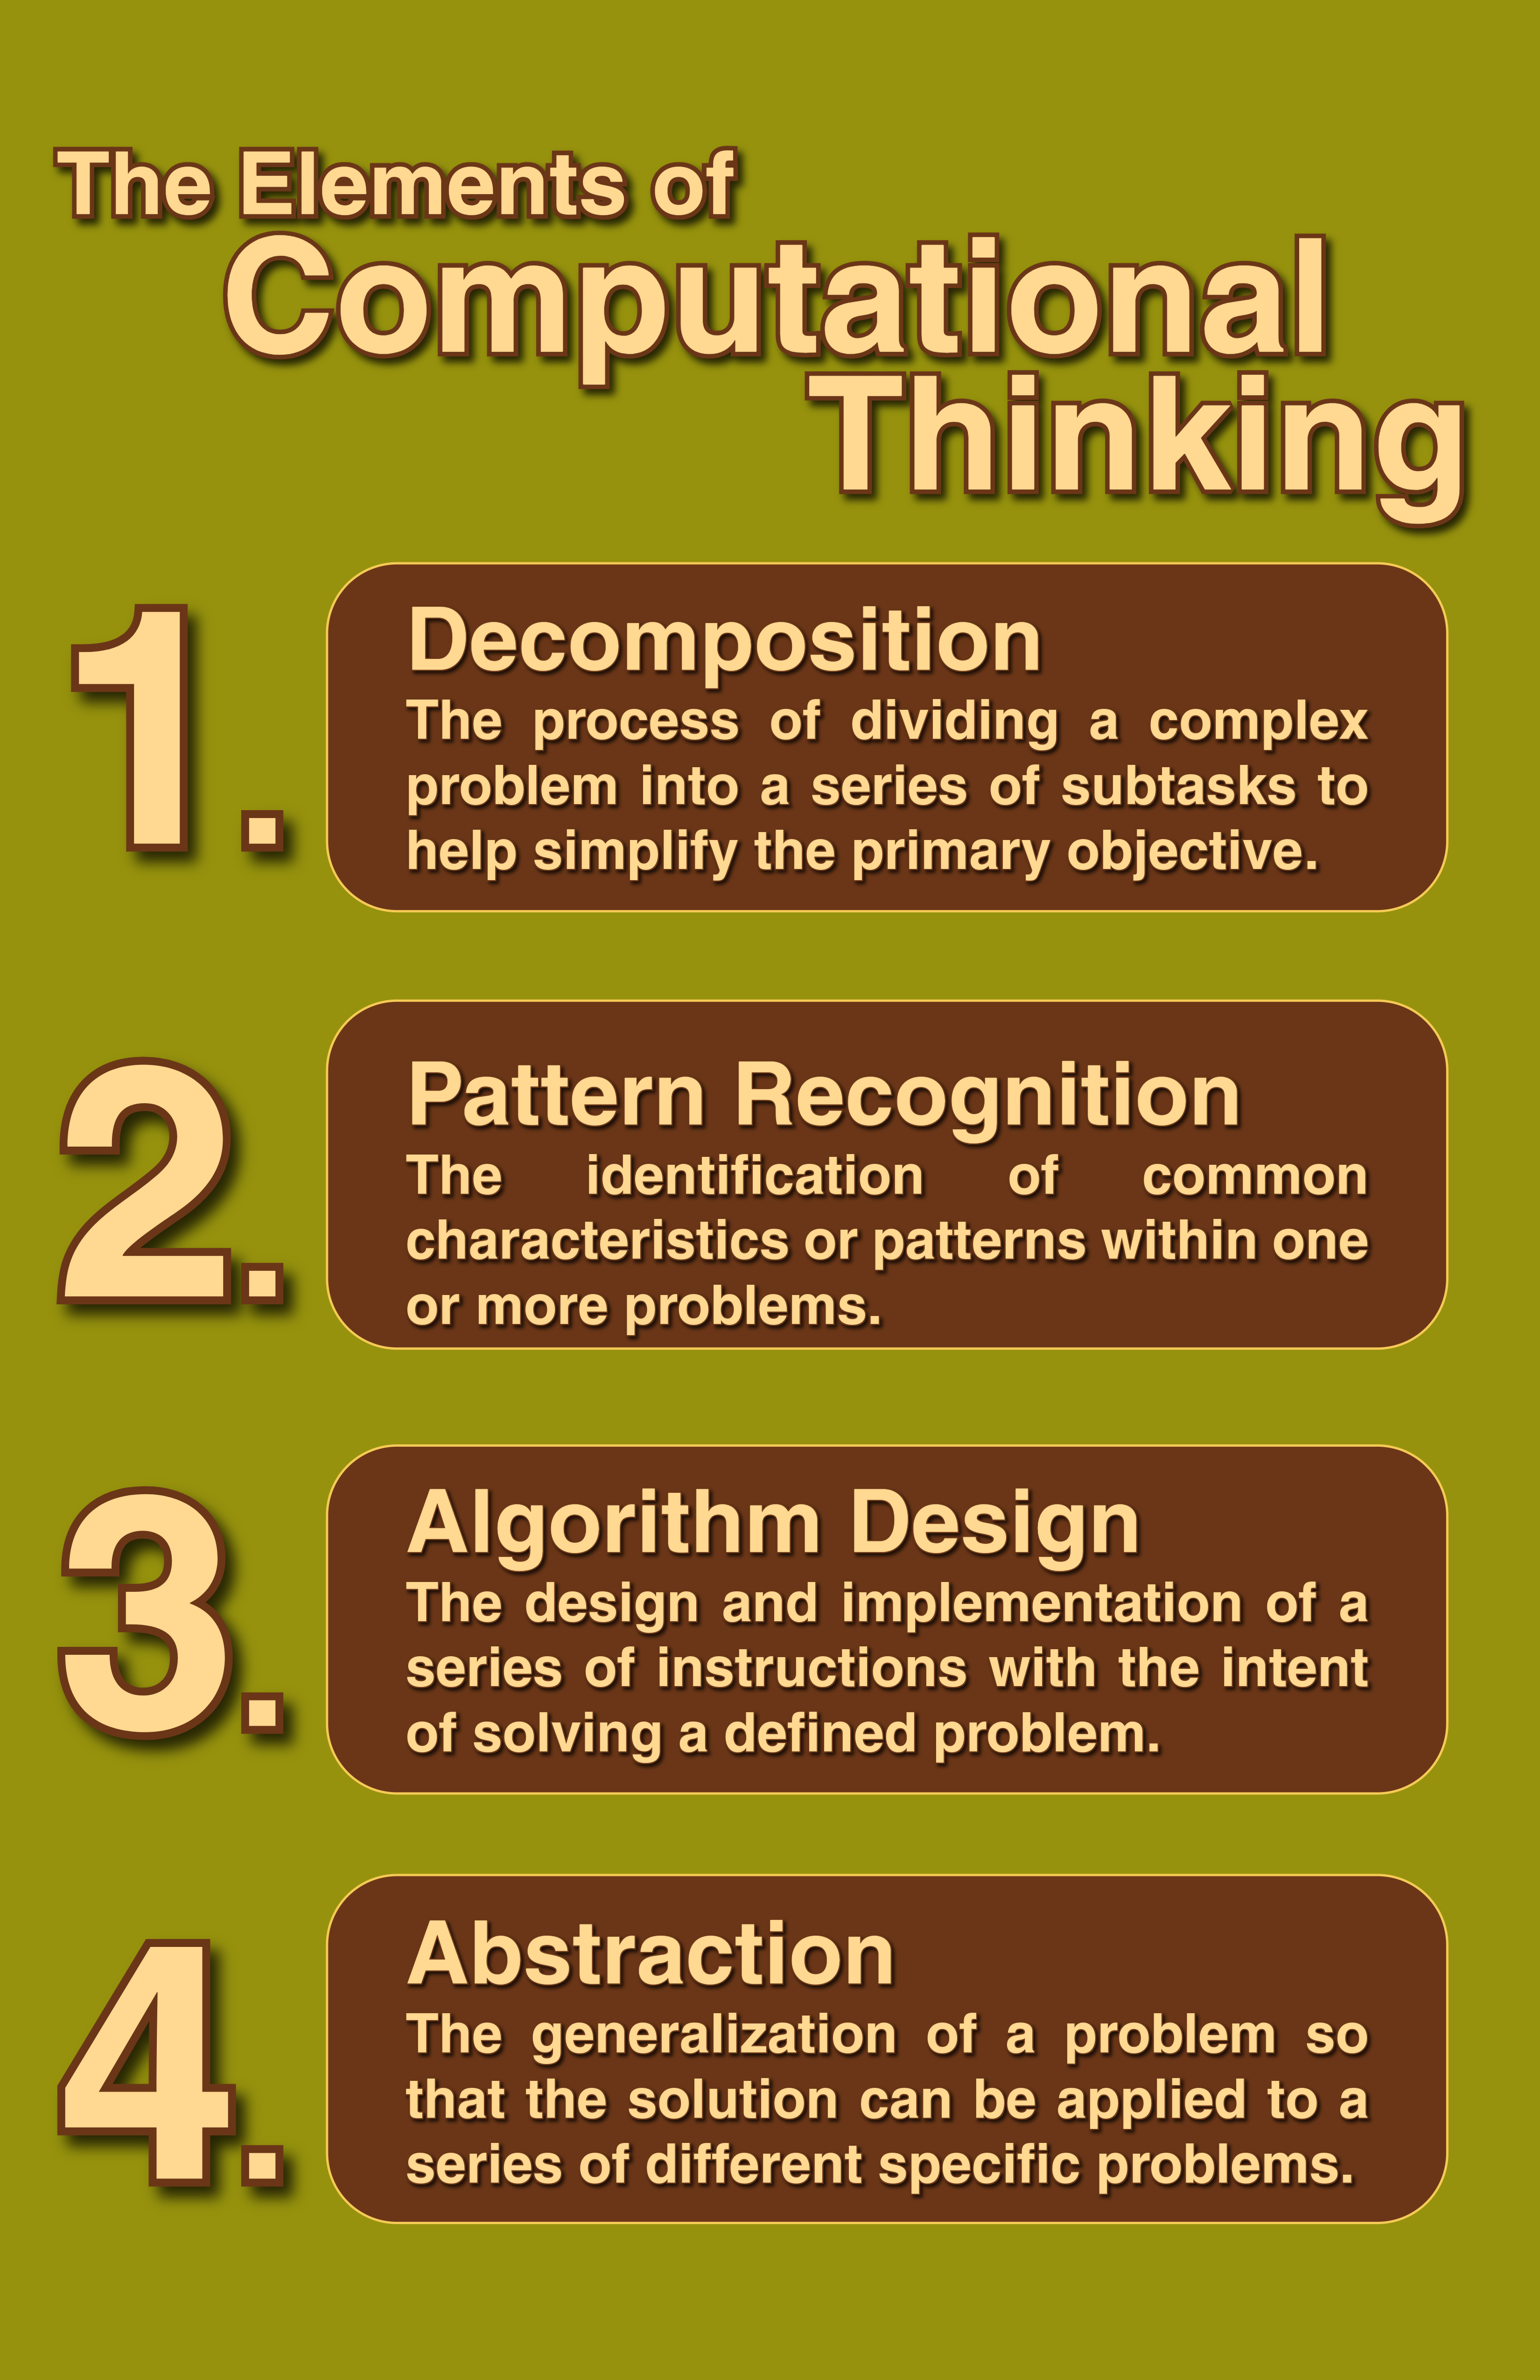 The Elements of
Computational
Thinking
1.
Decomposition
The process of dividing a complex
problem into a series of subtasks to
help simplify the primary objective.
2.
Pattern Recognition
The identification of common
characteristics or patterns within one
or more problems.
3.
Algorithm Design
The design and implementation of a
series of instructions with the intent
of solving a defined problem.
4.
Abstraction
The generalization of a problem so
that the solution can be applied to a
series of different specific problems.